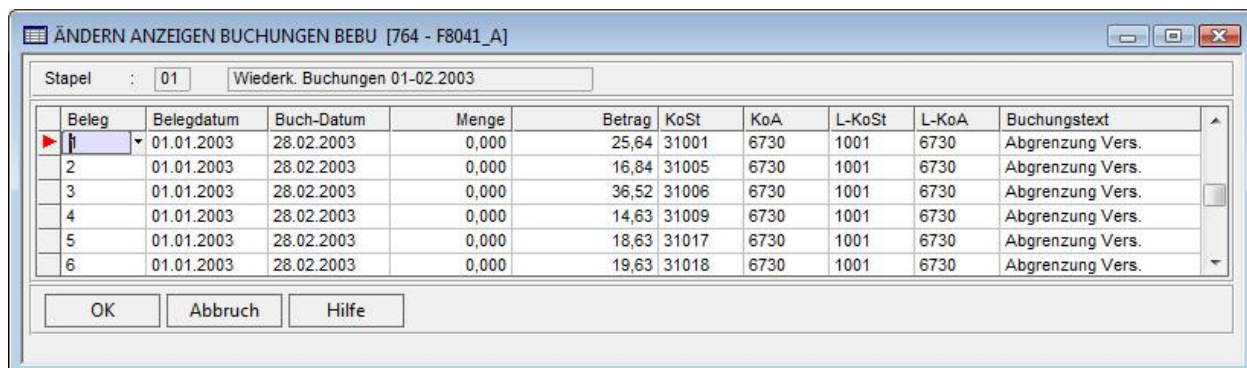 ÄNDERN ANZEIGEN BUCHUNGEN BEBU [764 - F8041_A]
Stapel : 01 Wiederk. Buchungen 01-02.2003
Beleg Belegdatum Buch-Datum Menge Betrag KoSt KoA L-KoSt L-KoA Buchungstext
1 01.01.2003 28.02.2003 0,000 25,64 31001 6730 1001 6730 Abgrenzung Vers.
2 01.01.2003 28.02.2003 0,000 16,84 31005 6730 1001 6730 Abgrenzung Vers.
3 01.01.2003 28.02.2003 0,000 36,52 31006 6730 1001 6730 Abgrenzung Vers.
4 01.01.2003 28.02.2003 0,000 14,63 31009 6730 1001 6730 Abgrenzung Vers.
5 01.01.2003 28.02.2003 0,000 18,63 31017 6730 1001 6730 Abgrenzung Vers.
6 01.01.2003 28.02.2003 0,000 19,63 31018 6730 1001 6730 Abgrenzung Vers.
OK Abbruch Hilfe